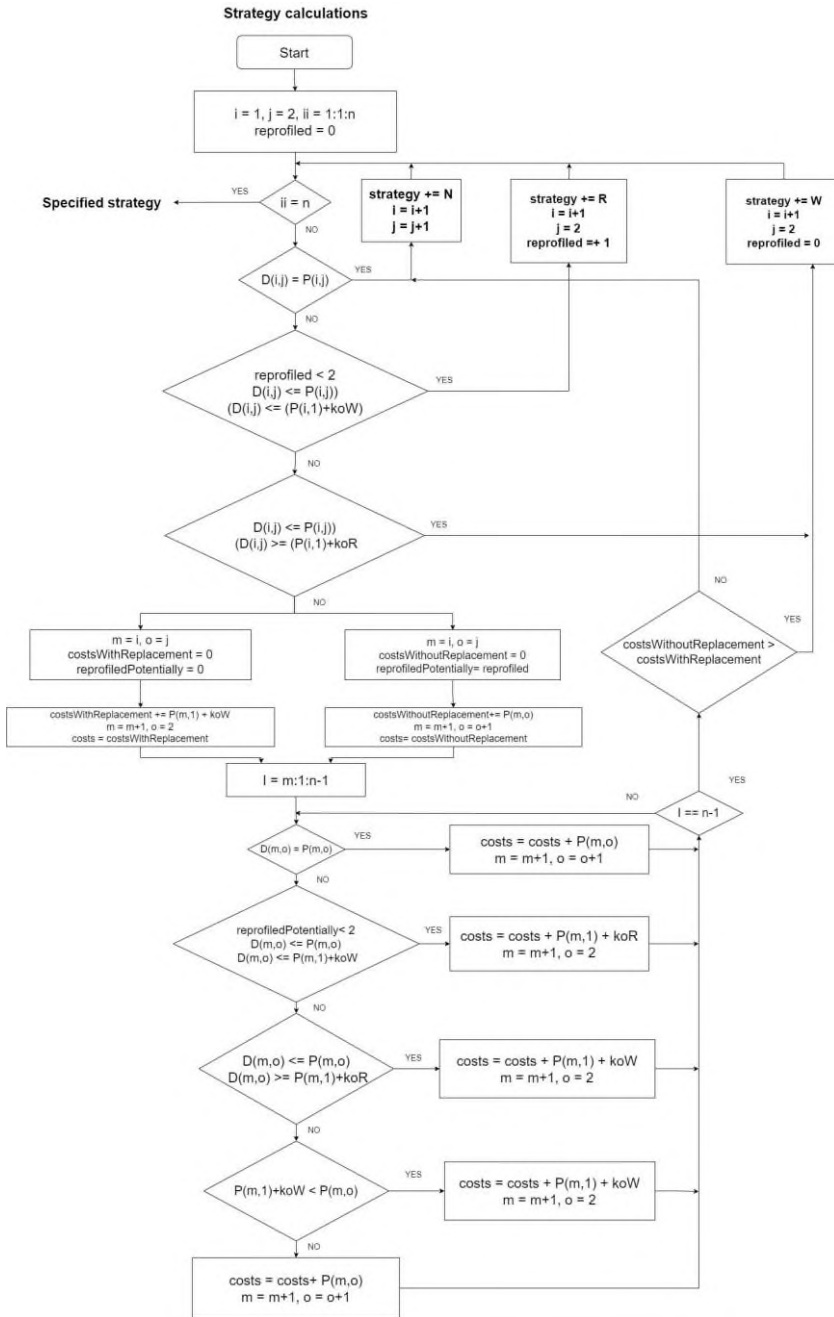 Strategy calculations
Start
i = 1, j = 2, ii = 1:1:n
reprofiled = 0
YES
Specified strategy
ii = n
NO
strategy += N
i = i+1
j = j+1
strategy += R
i = i+1
j = 2
reprofiled =+ 1
strategy += W
i = i+1
j = 2
reprofiled = 0
D(i,j) = P(i,j)
YES
NO
reprofiled < 2
D(i,j) <= P(i,j))
(D(i,j) <= (P(i,1)+koW)
YES
NO
D(i,j) <= P(i,j))
(D(i,j) >= (P(i,1)+koR
YES
NO
m = i, o = j
costsWithReplacement = 0
reprofiledPotentially = 0
m = i, o = j
costsWithoutReplacement = 0
reprofiledPotentially= reprofiled
NO
costsWithoutReplacement >
costsWithReplacement
YES
costsWithReplacement += P(m,1) + koW
m = m+1, o = 2
costs = costsWithReplacement
costsWithoutReplacement+= P(m,o)
m = m+1, o = o+1
costs= costsWithoutReplacement
I = m:1:n-1
NO
YES
I == n-1
D(m,o) = P(m,o)
YES
costs = costs + P(m,o)
m = m+1, o = o+1
NO
reprofiledPotentially< 2
D(m,o) <= P(m,o)
D(m,o) <= P(m,1)+koW
YES
costs = costs + P(m,1) + koR
m = m+1, o = 2
NO
D(m,o) <= P(m,o)
D(m,o) >= P(m,1)+koR
YES
costs = costs + P(m,1) + koW
m = m+1, o = 2
NO
P(m,1)+koW < P(m,o)
YES
costs = costs + P(m,1) + koW
m = m+1, o = 2
NO
costs = costs+ P(m,o)
m = m+1, o = o+1